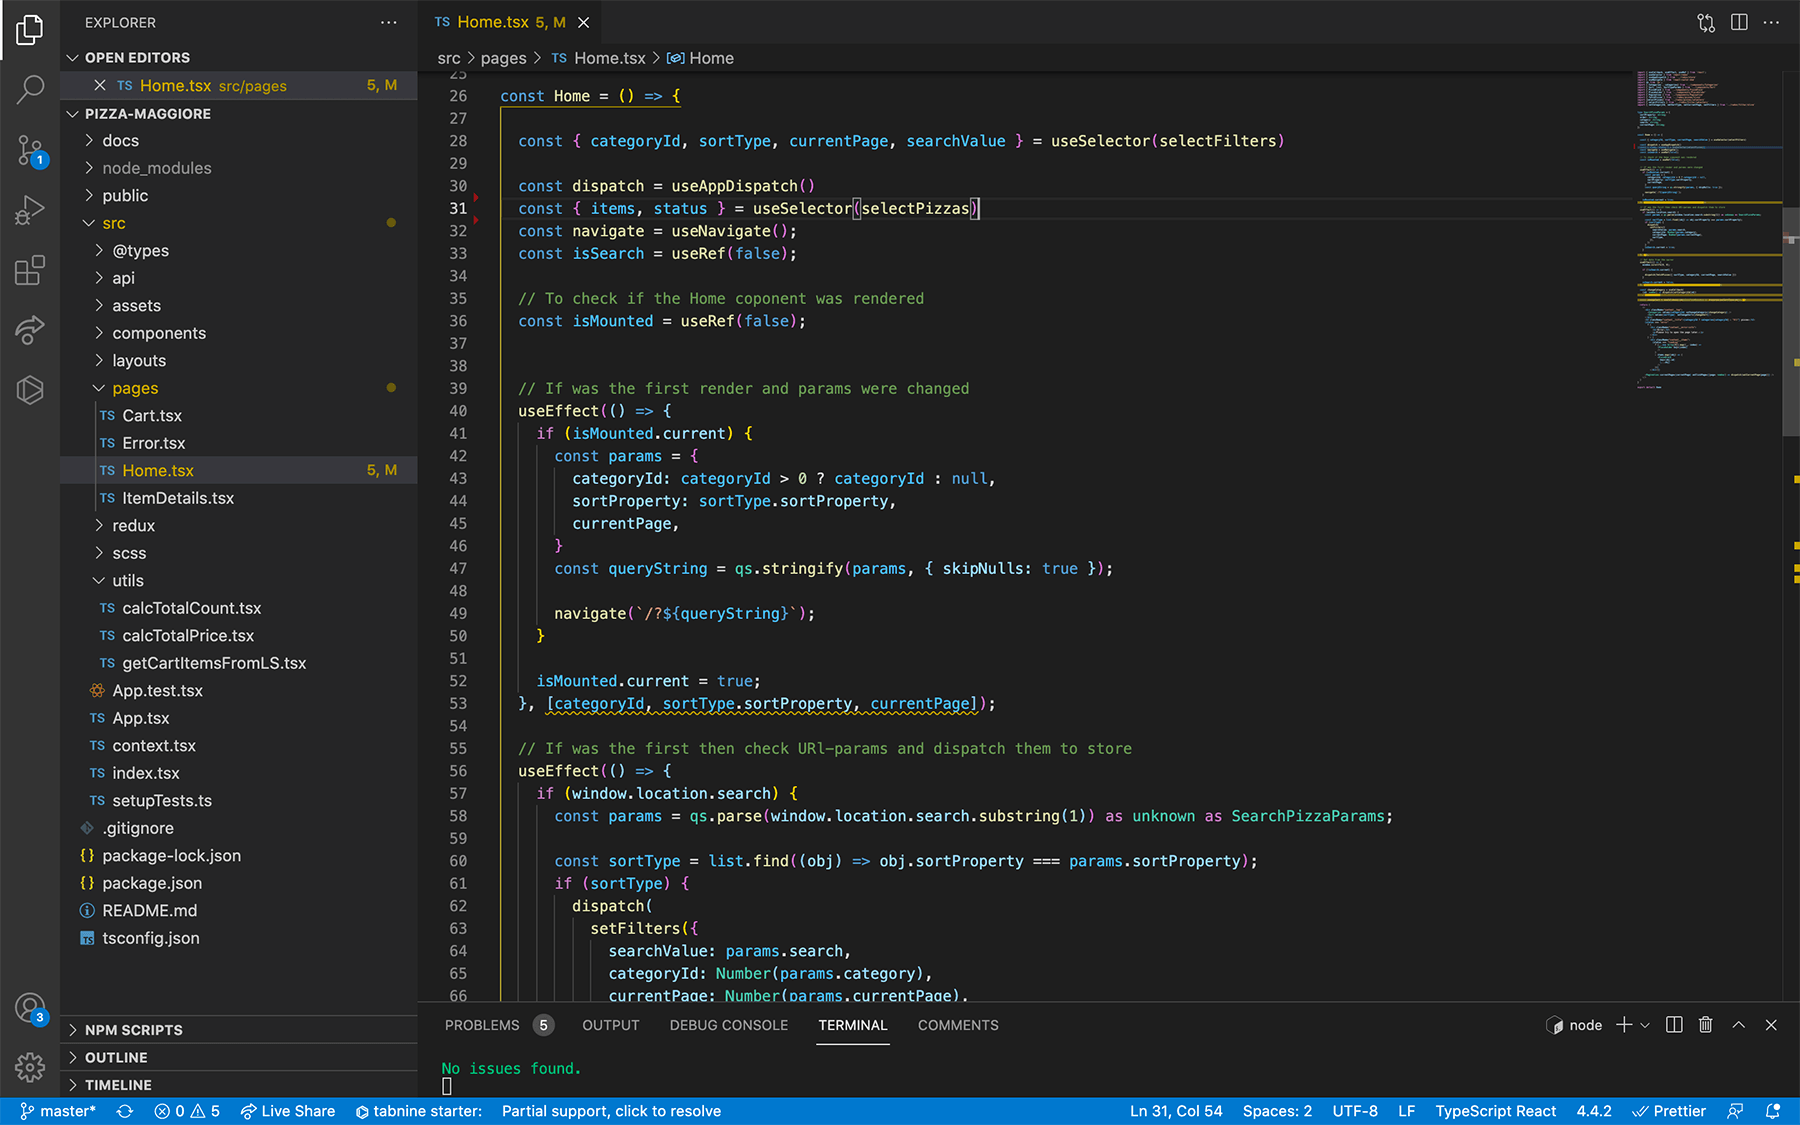 EXPLORER
OPEN EDITORS
TS Home.tsx src/pages 5, M
PIZZA-MAGGIORE
docs
node_modules
public
src
@types
api
assets
components
layouts
pages
TS Cart.tsx
TS Error.tsx
TS Home.tsx 5, M
TS ItemDetails.tsx
redux
scss
utils
TS calcTotalCount.tsx
TS calcTotalPrice.tsx
TS getCartItemsFromLS.tsx
App.test.tsx
TS App.tsx
TS context.tsx
TS index.tsx
TS setupTests.ts
.gitignore
{} package-lock.json
{} package.json
README.md
TS tsconfig.json
NPM SCRIPTS
OUTLINE
TIMELINE
1
3
TS Home.tsx 5, M
src > pages > TS Home.tsx > Home
25
26 const Home = () => {
27
28 const { categoryId, sortType, currentPage, searchValue } = useSelector(selectFilters)
29
30 const dispatch = useAppDispatch()
31 const { items, status } = useSelector(selectPizzas)
32 const navigate = useNavigate();
33 const isSearch = useRef(false);
34
35 // To check if the Home coponent was rendered
36 const isMounted = useRef(false);
37
38
39 // If was the first render and params were changed
40 useEffect(() => {
41 if (isMounted.current) {
42 const params = {
43 categoryId: categoryId > 0 ? categoryId : null,
44 sortProperty: sortType.sortProperty,
45 currentPage,
46 }
47 const queryString = qs.stringify(params, { skipNulls: true });
48
49 navigate(`/?${queryString}`);
50 }
51
52 isMounted.current = true;
53 }, [categoryId, sortType.sortProperty, currentPage]);
54
55 // If was the first then check URl-params and dispatch them to store
56 useEffect(() => {
57 if (window.location.search) {
58 const params = qs.parse(window.location.search.substring(1)) as unknown as SearchPizzaParams;
59
60 const sortType = list.find((obj) => obj.sortProperty === params.sortProperty);
61 if (sortType) {
62 dispatch(
63 setFilters({
64 searchValue: params.search,
65 categoryId: Number(params.category),
66 currentPage: Number(params.currentPage),
PROBLEMS 5 OUTPUT DEBUG CONSOLE TERMINAL COMMENTS node
No issues found.
master* 0 5 Live Share tabnine starter: Partial support, click to resolve Ln 31, Col 54 Spaces: 2 UTF-8 LF TypeScript React 4.4.2 Prettier